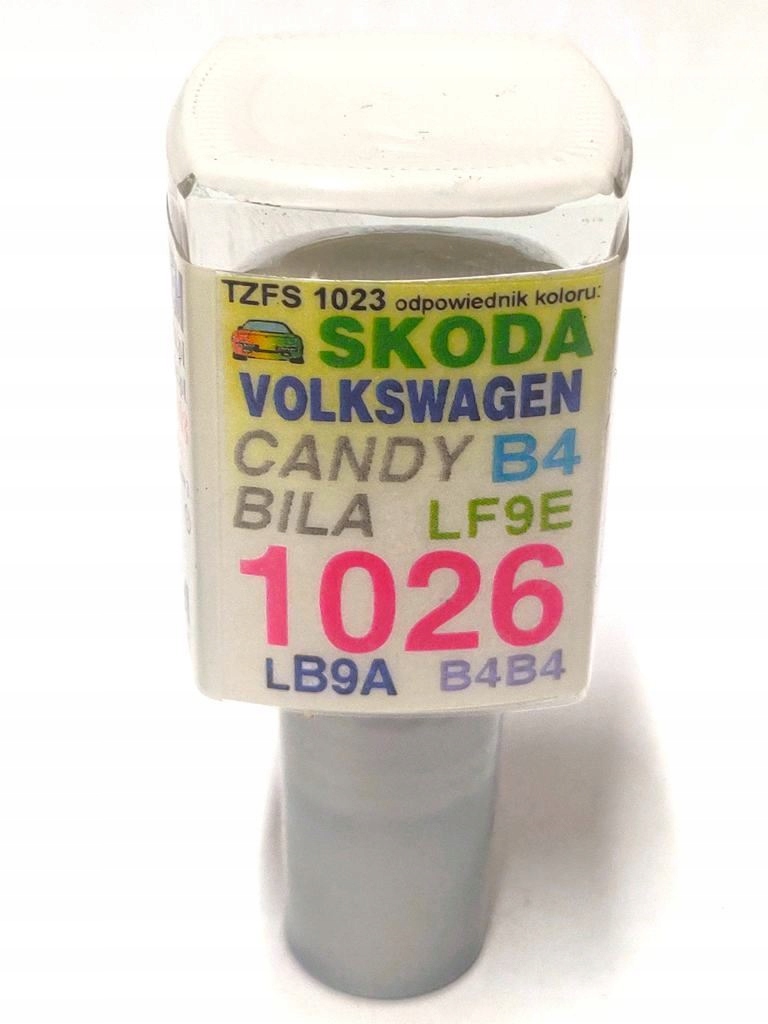 TZFS 1023 odpowiednik koloru:
SKODA
VOLKSWAGEN
CANDY B4
BILA LF9E
1026
LB9A B4B4